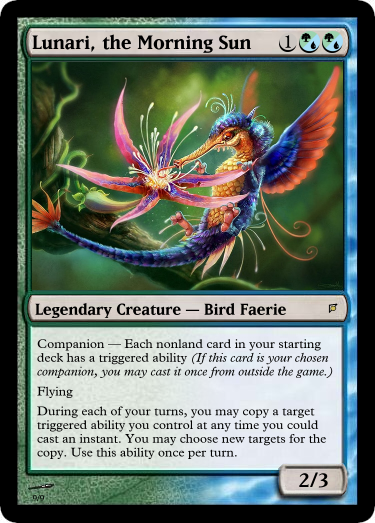 Lunari, the Morning Sun 1
Legendary Creature — Bird Faerie
Companion — Each nonland card in your starting
deck has a triggered ability (If this card is your chosen
companion, you may cast it once from outside the game.)
Flying
During each of your turns, you may copy a target
triggered ability you control at any time you could
cast an instant. You may choose new targets for the
copy. Use this ability once per turn.
2/3
0/0